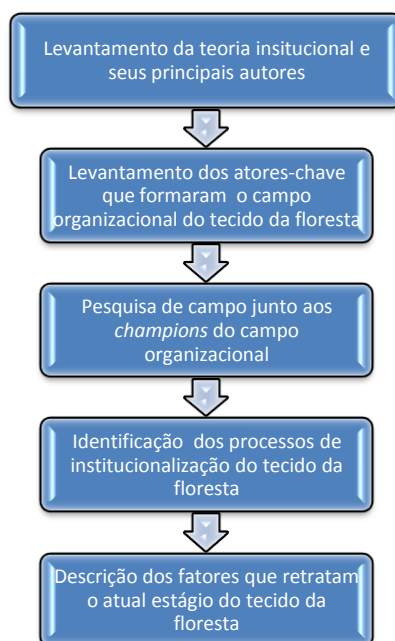 Levantamento da teoria insitucional e
seus principais autores
Levantamento dos atores-chave
que formaram o campo
organizacional do tecido da floresta
Pesquisa de campo junto aos
champions do campo
organizacional
Identificação dos processos de
institucionalização do tecido da
floresta
Descrição dos fatores que retratam
o atual estágio do tecido da
floresta